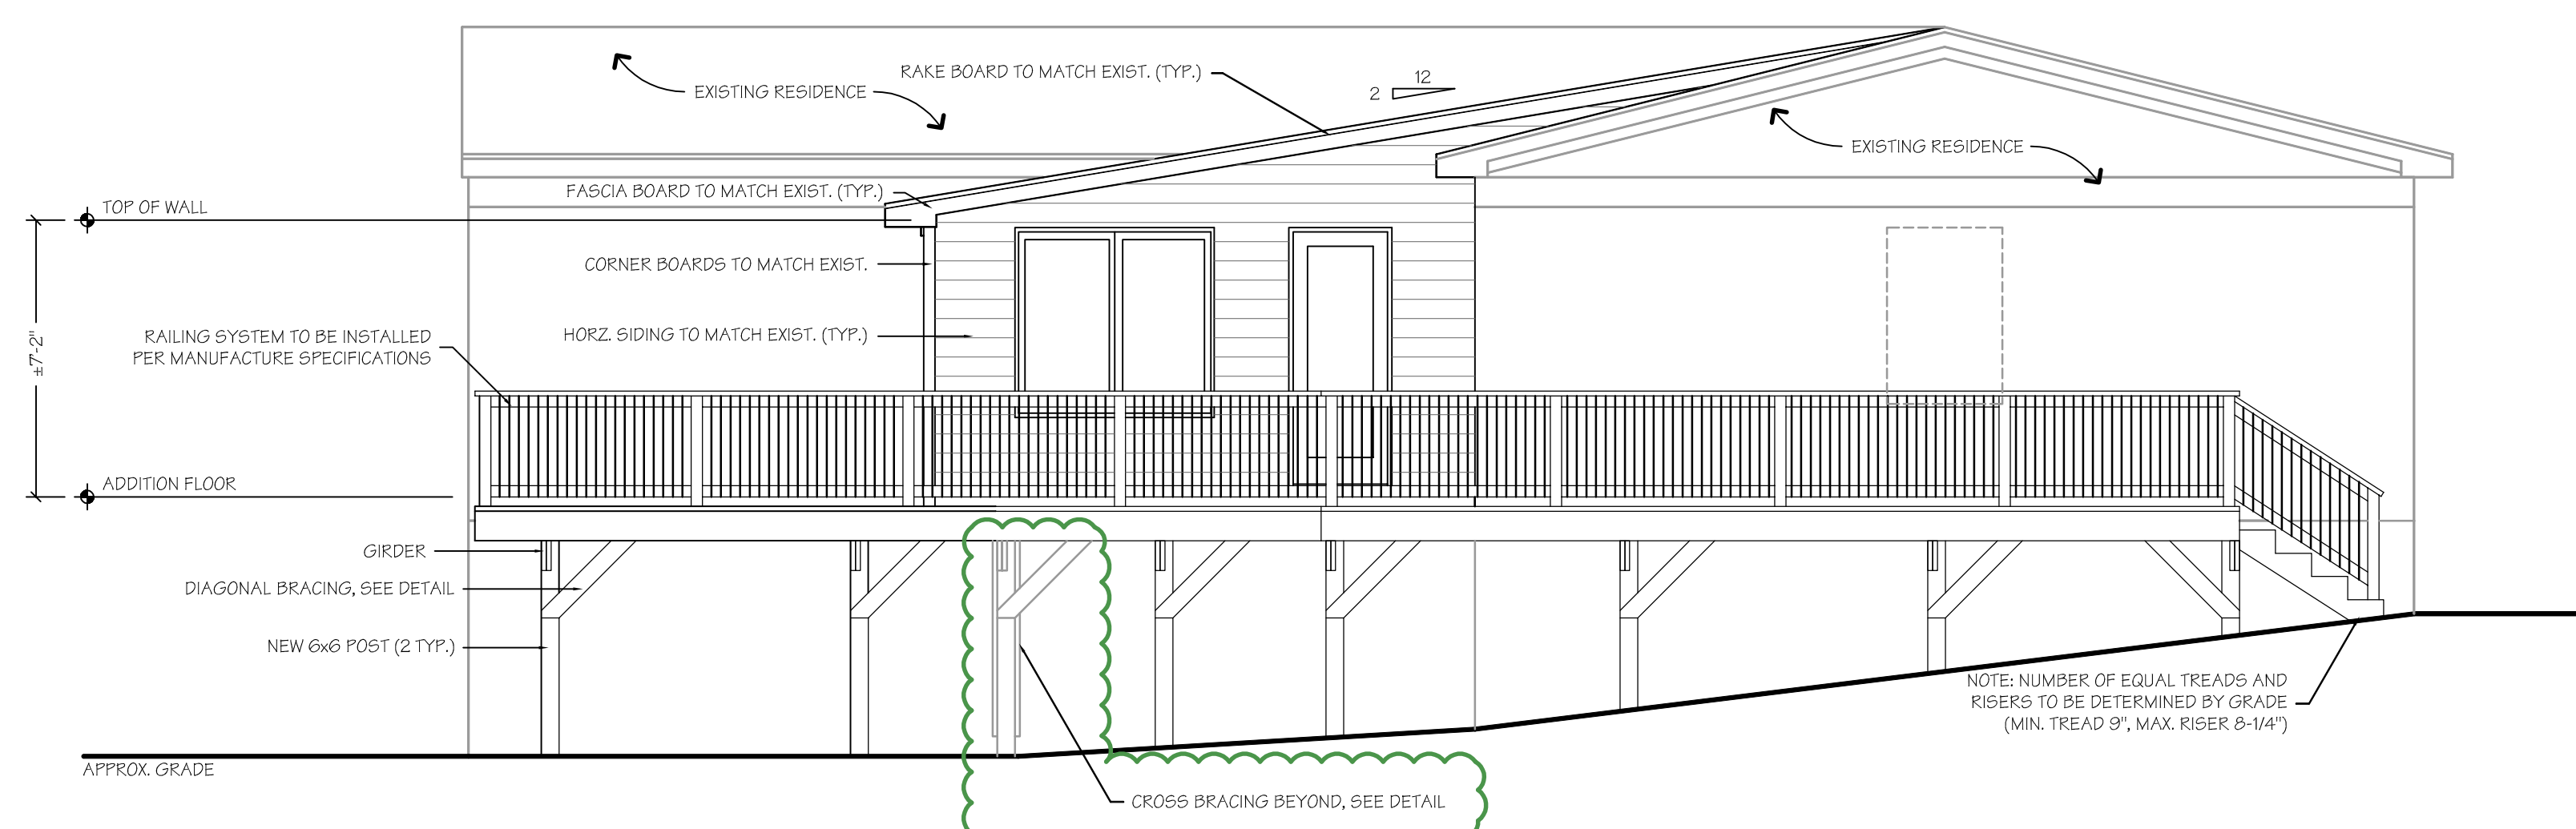 RAKE BOARD TO MATCH EXIST. (TYP.)
12
2
EXISTING RESIDENCE
EXISTING RESIDENCE
FASCIA BOARD TO MATCH EXIST. (TYP.)
TOP OF WALL
CORNER BOARDS TO MATCH EXIST.
±7'-2"
RAILING SYSTEM TO BE INSTALLED
PER MANUFACTURE SPECIFICATIONS
HORZ. SIDING TO MATCH EXIST. (TYP.)
ADDITION FLOOR
GIRDER
DIAGONAL BRACING, SEE DETAIL
NEW 6x6 POST (2 TYP.)
NOTE: NUMBER OF EQUAL TREADS AND
RISERS TO BE DETERMINED BY GRADE
(MIN. TREAD 9", MAX. RISER 8-1/4")
APPROX. GRADE
CROSS BRACING BEYOND, SEE DETAIL